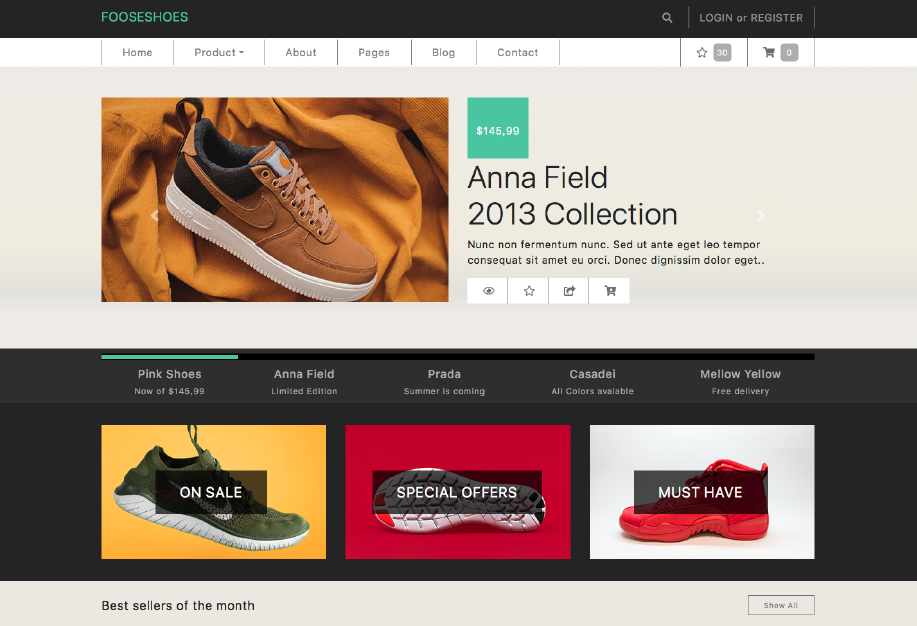 FOOSESHOES
LOGIN or REGISTER
Home
Product
About
Pages
Blog
Contact
30
0
$145,99
Anna Field
2013 Collection
Nunc non fermentum nunc. Sed ut ante eget leo tempor
consequat sit amet eu orci. Donec dignissim dolor eget..
Pink Shoes
Now of $145,99
Anna Field
Limited Edition
Prada
Summer is coming
Casadei
All Colors avaiable
Mellow Yellow
Free delivery
ON SALE
SPECIAL OFFERS
MUST HAVE
Best sellers of the month
Show All